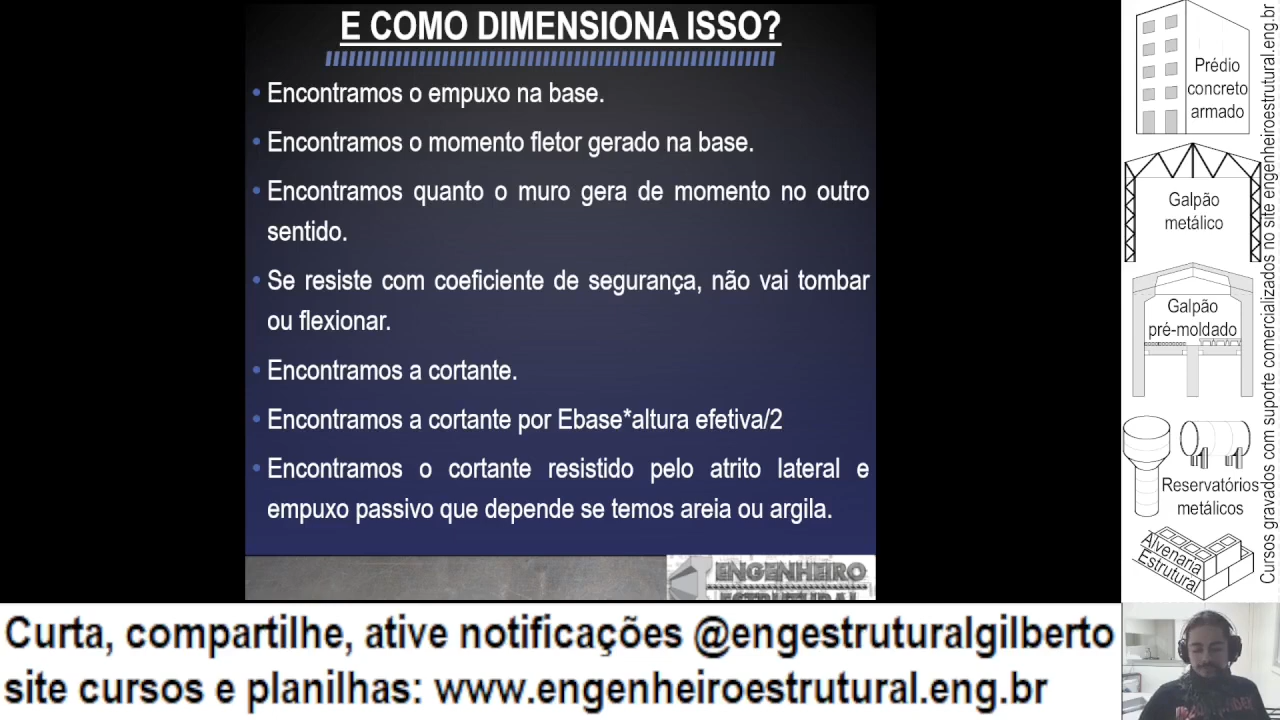 E COMO DIMENSIONA ISSO?
• Encontramos o empuxo na base.
• Encontramos o momento fletor gerado na base.
• Encontramos quanto o muro gera de momento no outro
sentido.
• Se resiste com coeficiente de segurança, não vai tombar
ou flexionar.
• Encontramos a cortante.
• Encontramos a cortante por Ebase*altura efetiva/2
• Encontramos o cortante resistido pelo atrito lateral e
empuxo passivo que depende se temos areia ou argila.
ENGENHEIRO
ESTRUTURAL
Prédio
concreto
armado
Galpão
metálico
Galpão
pré-moldado
Reservatórios
metálicos
Alvenaria
Estrutural
Cursos gravados com suporte comercializados no site engenheiroestrutural.eng.br
Curta, compartilhe, ative notificações @engestruturalgilberto
site cursos e planilhas: www.engenheiroestrutural.eng.br